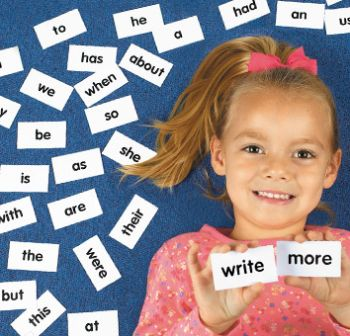 to
he
a
had
an
us
has
when
about
we
so
be
she
as
is
with
are
their
the
were
but
this
at
write more